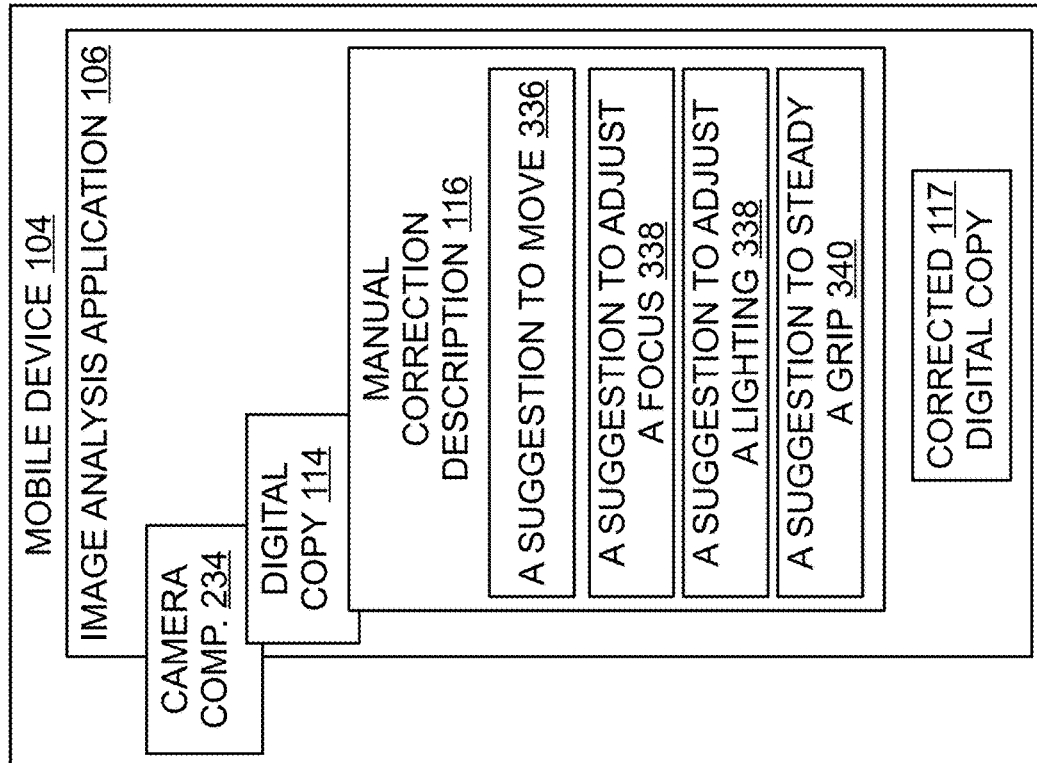 MOBILE DEVICE 104
IMAGE ANALYSIS APPLICATION 106
CAMERA
COMP. 234
DIGITAL
COPY 114
MANUAL
CORRECTION
DESCRIPTION 116
A SUGGESTION TO MOVE 336
A SUGGESTION TO ADJUST
A FOCUS 338
A SUGGESTION TO ADJUST
A LIGHTING 338
A SUGGESTION TO STEADY
A GRIP 340
CORRECTED 117
DIGITAL COPY